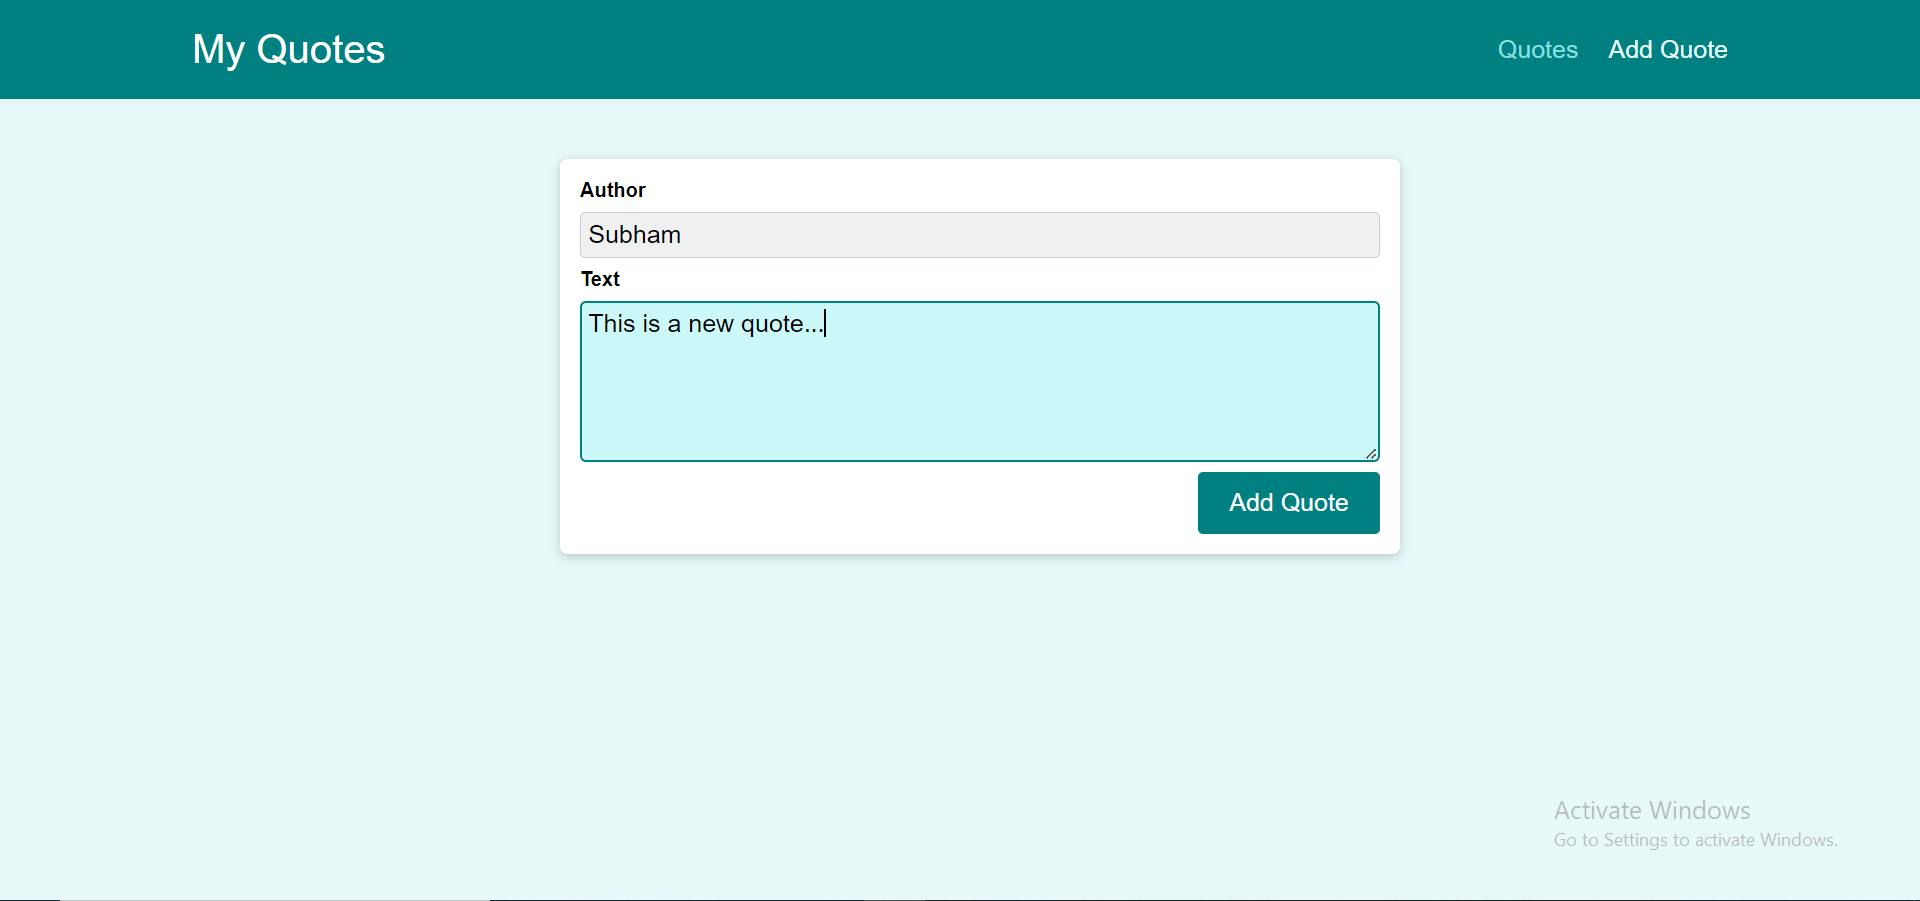 My Quotes
Quotes Add Quote
Author
Subham
Text
This is a new quote...
Add Quote
Activate Windows
Go to Settings to activate Windows.